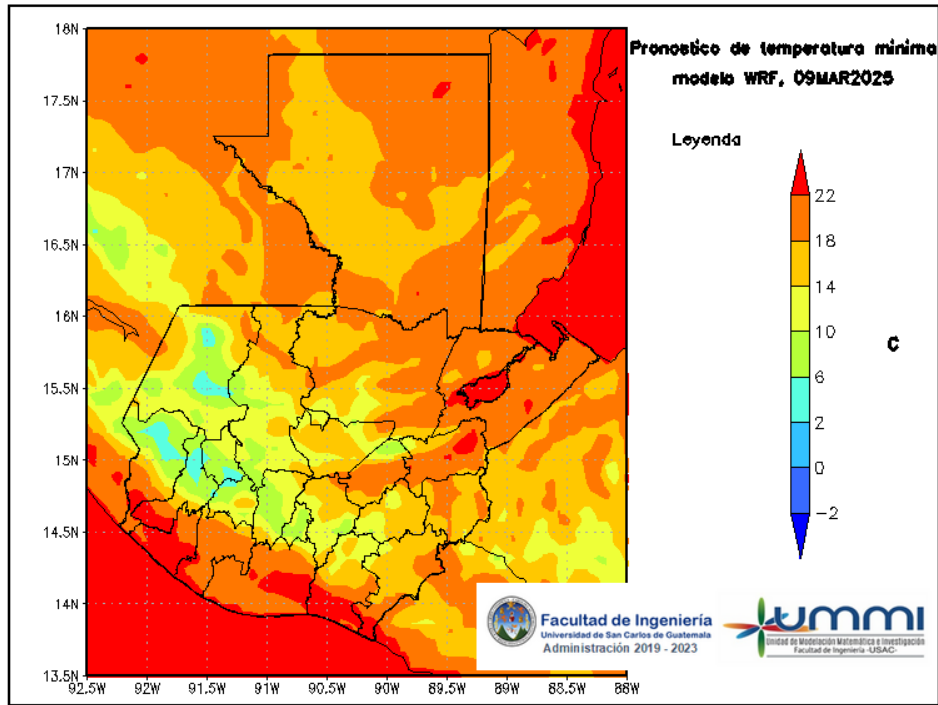 Pronostico de temperatura minima
modelo WRF, 09MAR2025
Leyenda
22
18
14
10
6
2
0
-2
C
18N
17.5N
17N
16.5N
16N
15.5N
15N
14.5N
14N
13.5N
92.5W
92W
91.5W
91W
90.5W
90W
89.5W
89W
88.5W
88W
Facultad de Ingeniería
Universidad de San Carlos de Guatemala
Administración 2019 - 2023
UMMI
Unidad de Modelación Matemática e Investigación
Facultad de Ingeniería -USAC-